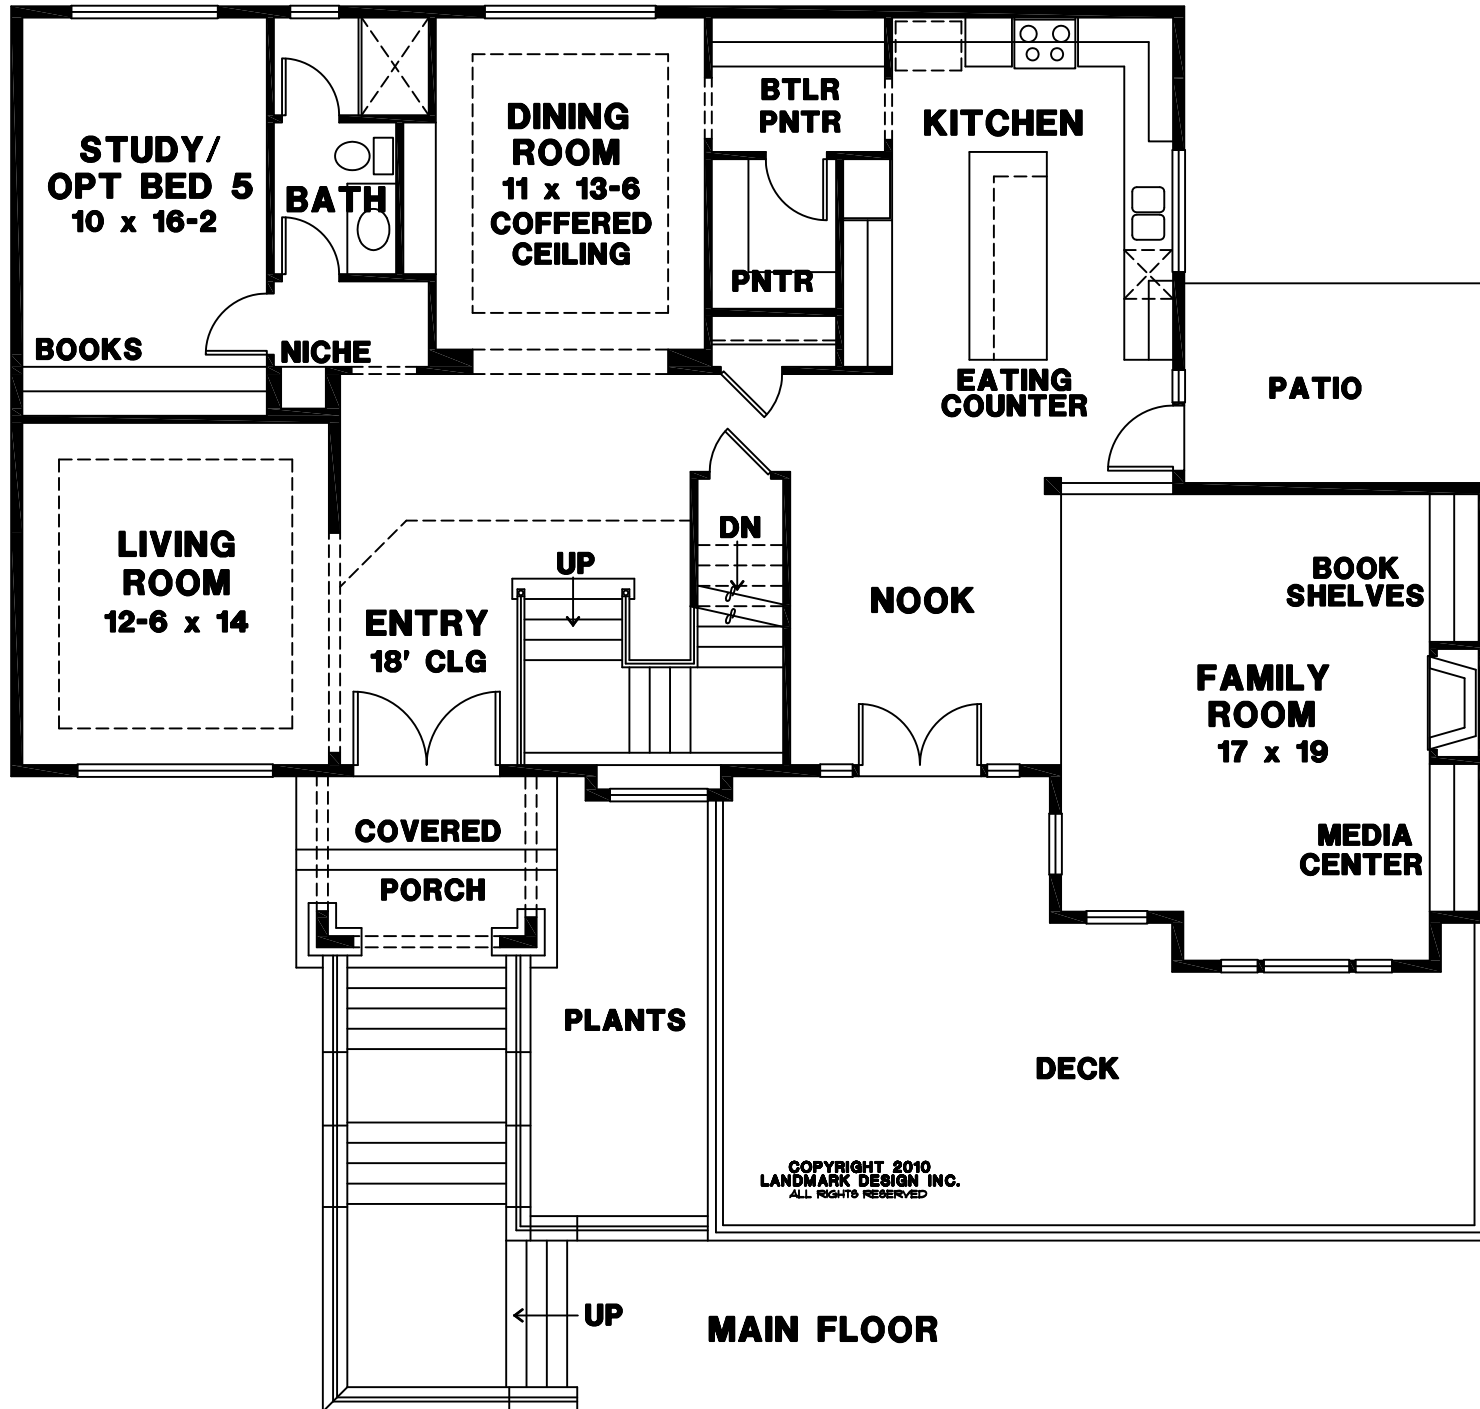 STUDY/
OPT BED 5
10 x 16-2
BATH
DINING
ROOM
11 x 13-6
COFFERED
CEILING
BTLR
PNTR
KITCHEN
PNTR
BOOKS
NICHE
EATING
COUNTER
PATIO
LIVING
ROOM
12-6 x 14
ENTRY
18' CLG
UP
DN
NOOK
BOOK
SHELVES
FAMILY
ROOM
17 x 19
MEDIA
CENTER
COVERED
PORCH
PLANTS
DECK
COPYRIGHT 2010
LANDMARK DESIGN INC.
ALL RIGHTS RESERVED
UP
MAIN FLOOR